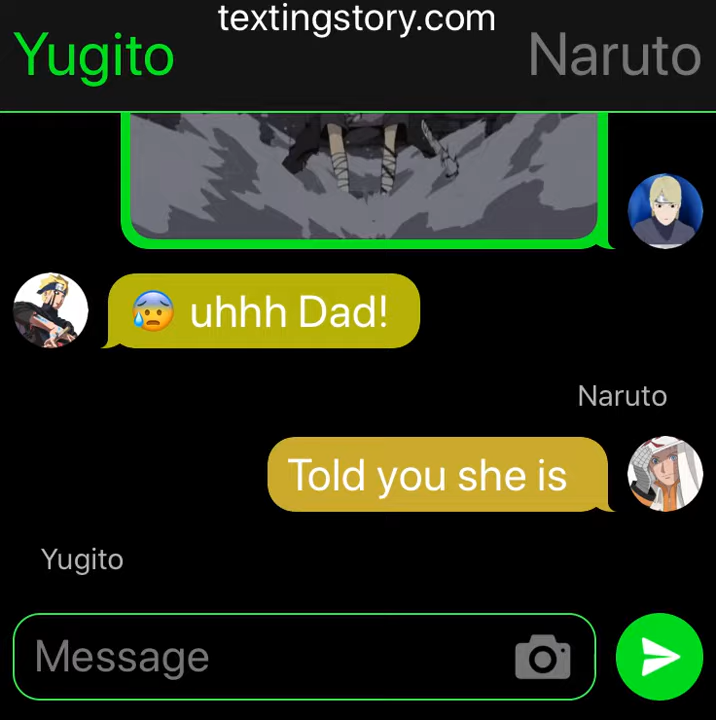 textingstory.com
Yugito
Naruto
😰 uhhh Dad!
Naruto
Told you she is
Yugito
Message